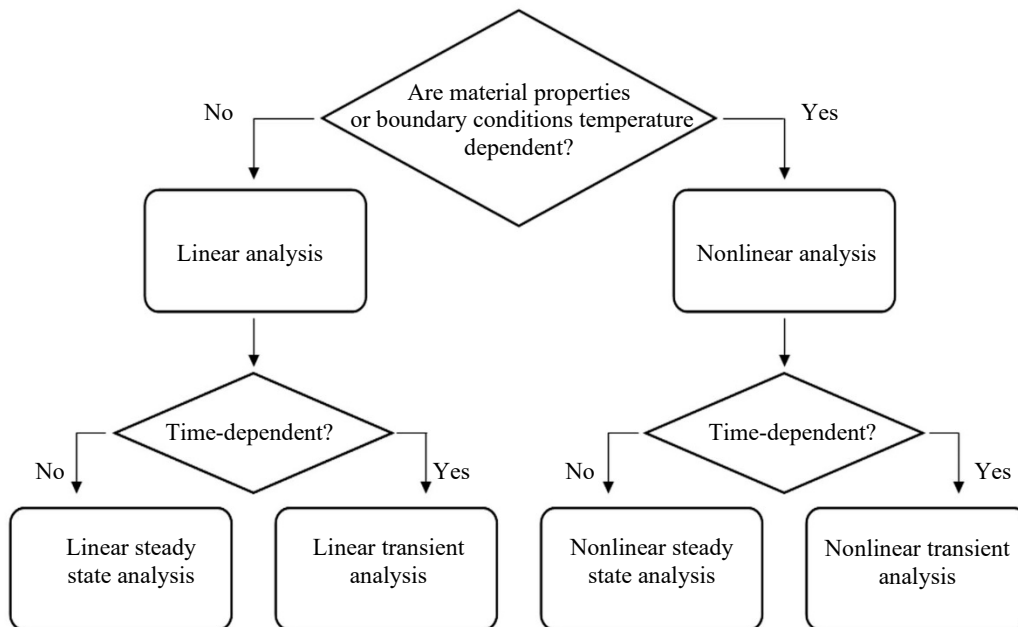 Are material properties
or boundary conditions temperature
dependent?
No
Yes
Linear analysis
Nonlinear analysis
Time-dependent?
Time-dependent?
No
Yes
No
Yes
Linear steady
state analysis
Linear transient
analysis
Nonlinear steady
state analysis
Nonlinear transient
analysis